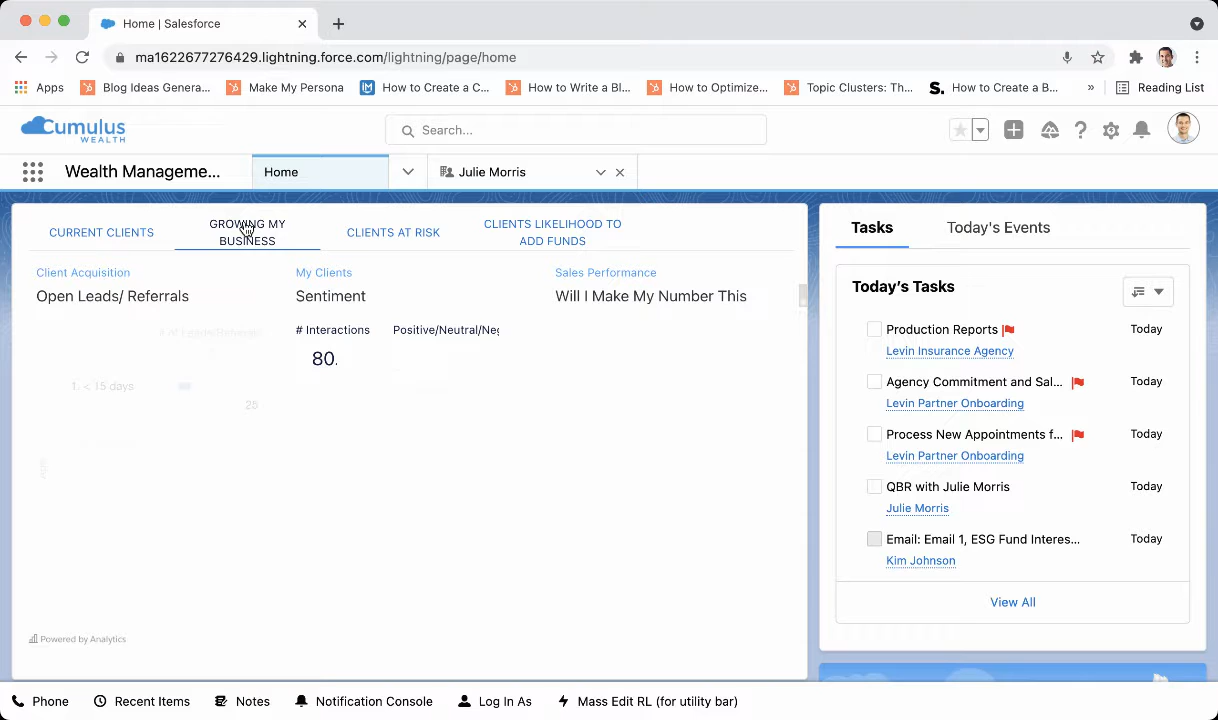 Home | Salesforce
ma1622677276429.lightning.force.com/lightning/page/home
Apps
Blog Ideas Genera...
Make My Persona
How to Create a C...
How to Write a Bl...
How to Optimize...
Topic Clusters: Th...
How to Create a B...
»
Reading List
Cumulus
WEALTH
Search...
Wealth Manageme...
Home
Julie Morris
CURRENT CLIENTS
GROWING MY
BUSINESS
CLIENTS AT RISK
CLIENTS LIKELIHOOD TO
ADD FUNDS
Client Acquisition
Open Leads/ Referrals
1. < 15 days
25
My Clients
Sentiment
# Interactions
Positive/Neutral/Neg
80.
Sales Performance
Will I Make My Number This
Powered by Analytics
Tasks
Today's Events
Today's Tasks
Production Reports
Today
Levin Insurance Agency
Agency Commitment and Sal...
Today
Levin Partner Onboarding
Process New Appointments f...
Today
Levin Partner Onboarding
QBR with Julie Morris
Today
Julie Morris
Email: Email 1, ESG Fund Interes...
Today
Kim Johnson
View All
Phone
Recent Items
Notes
Notification Console
Log In As
Mass Edit RL (for utility bar)